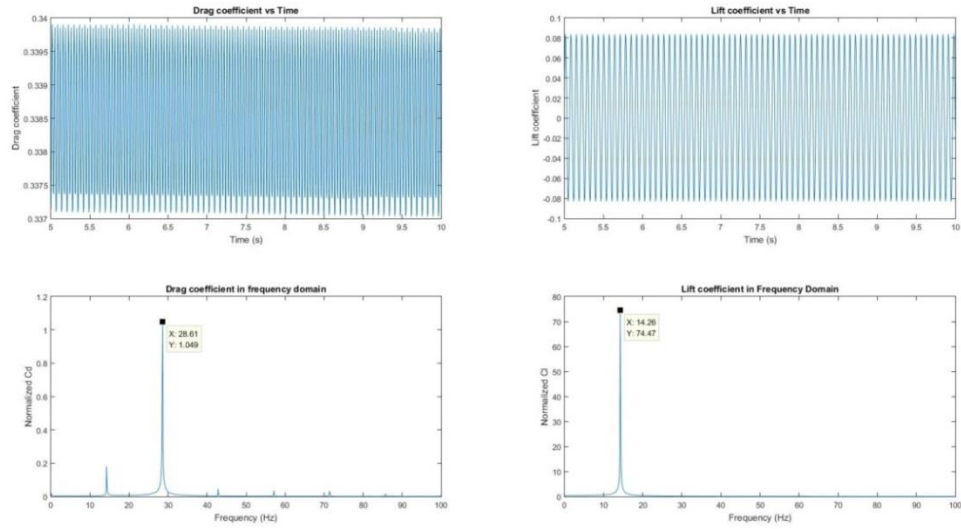 Drag coefficient vs Time
0.34
0.3395
0.339
0.3385
0.338
0.3375
0.337
Drag coefficient
5 5.5 6 6.5 7 7.5 8 8.5 9 9.5 10
Time (s)
Lift coefficient vs Time
0.1
0.08
0.06
0.04
0.02
0
-0.02
-0.04
-0.06
-0.08
-0.1
Lift coefficient
5 5.5 6 6.5 7 7.5 8 8.5 9 9.5 10
Time (s)
Drag coefficient in frequency domain
1.2
1
0.8
0.6
0.4
0.2
0
Normalized Cd
X: 28.61
Y: 1.049
0 10 20 30 40 50 60 70 80 90 100
Frequency (Hz)
Lift coefficient in Frequency Domain
80
70
60
50
40
30
20
10
0
Normalized Cl
X: 14.26
Y: 74.47
0 10 20 30 40 50 60 70 80 90 100
Frequency (Hz)